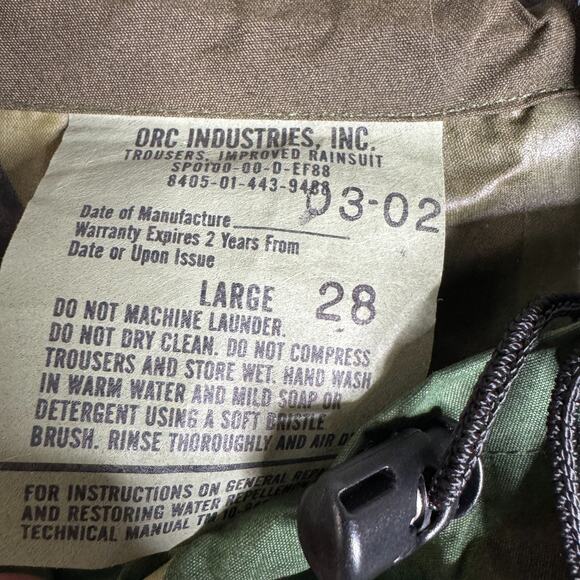 ORC INDUSTRIES, INC.
TROUSERS, IMPROVED RAINSUIT
SPO100-00-D-EF88
8405-01-443-9488
Date of Manufacture 03-02
Warranty Expires 2 Years From
Date or Upon Issue
LARGE 28
DO NOT MACHINE LAUNDER.
DO NOT DRY CLEAN. DO NOT COMPRESS
TROUSERS AND STORE WET. HAND WASH
IN WARM WATER AND MILD SOAP OR
DETERGENT USING A SOFT BRISTLE
BRUSH. RINSE THOROUGHLY AND AIR
FOR INSTRUCTIONS ON GENERAL
AND RESTORING WATER
TECHNICAL MANUAL TM